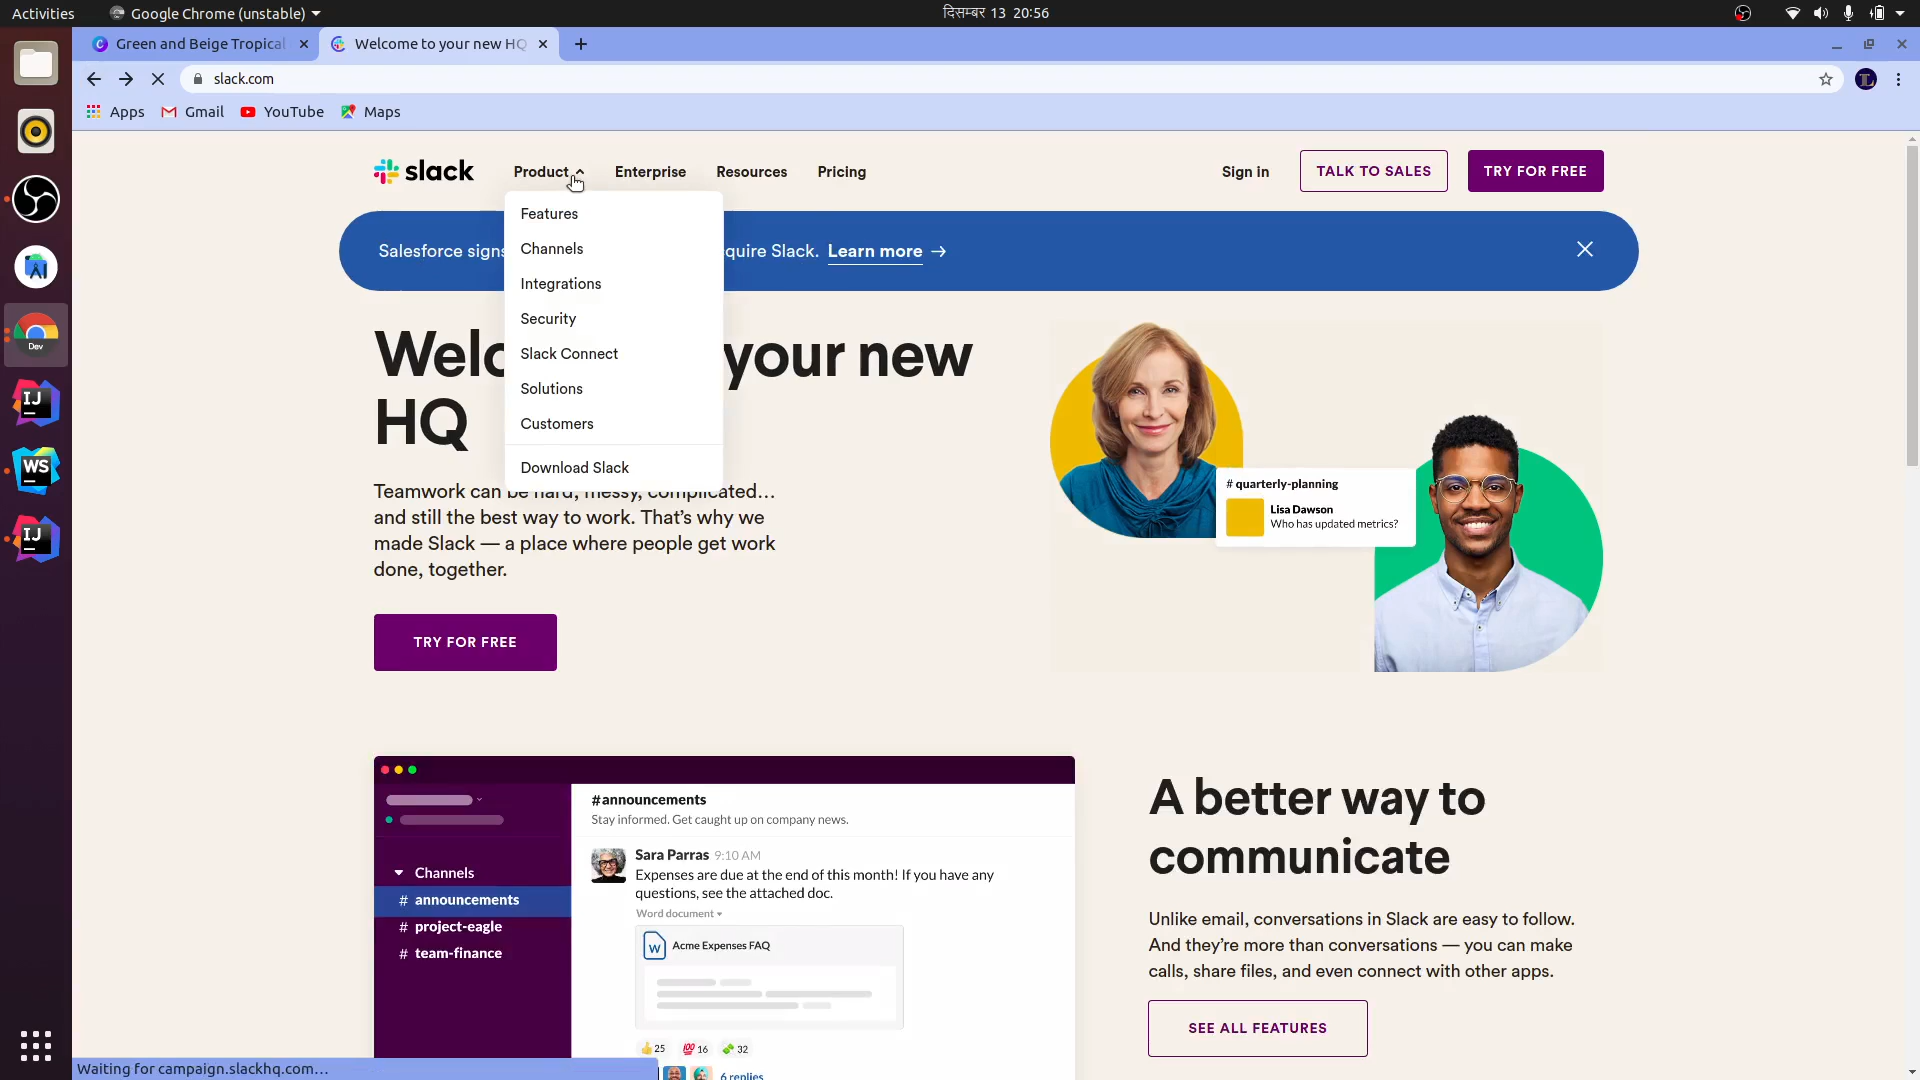 Activities
Google Chrome (unstable)
दिसम्बर 13 20:56
Green and Beige Tropical
Welcome to your new HQ
slack.com
Apps
Gmail
YouTube
Maps
slack
Product
Enterprise
Resources
Pricing
Sign in
TALK TO SALES
TRY FOR FREE
Features
Channels
Integrations
Security
Slack Connect
Solutions
Customers
Download Slack
Salesforce signs quire Slack. Learn more →
Welc your new
HQ
Teamwork can be hard, messy, complicated…
and still the best way to work. That’s why we
made Slack — a place where people get work
done, together.
TRY FOR FREE
# quarterly-planning
Lisa Dawson
Who has updated metrics?
#announcements
Stay informed. Get caught up on company news.
Channels
# announcements
# project-eagle
# team-finance
Sara Parras 9:10 AM
Expenses are due at the end of this month! If you have any
questions, see the attached doc.
Word document
W
Acme Expenses FAQ
👍 25 💯 16 32
6 replies
A better way to
communicate
Unlike email, conversations in Slack are easy to follow.
And they’re more than conversations — you can make
calls, share files, and even connect with other apps.
SEE ALL FEATURES
Dev
IJ
WS
IJ
L
Waiting for campaign.slackhq.com…